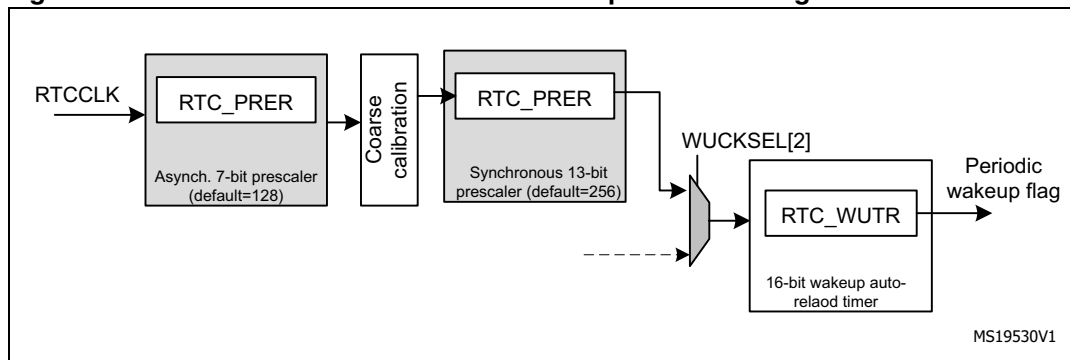 RTCCLK
RTC_PRER
Asynch. 7-bit prescaler
(default=128)
Coarse
calibration
RTC_PRER
Synchronous 13-bit
prescaler (default=256)
WUCKSEL[2]
RTC_WUTR
16-bit wakeup auto-
relaod timer
Periodic
wakeup flag
MS19530V1